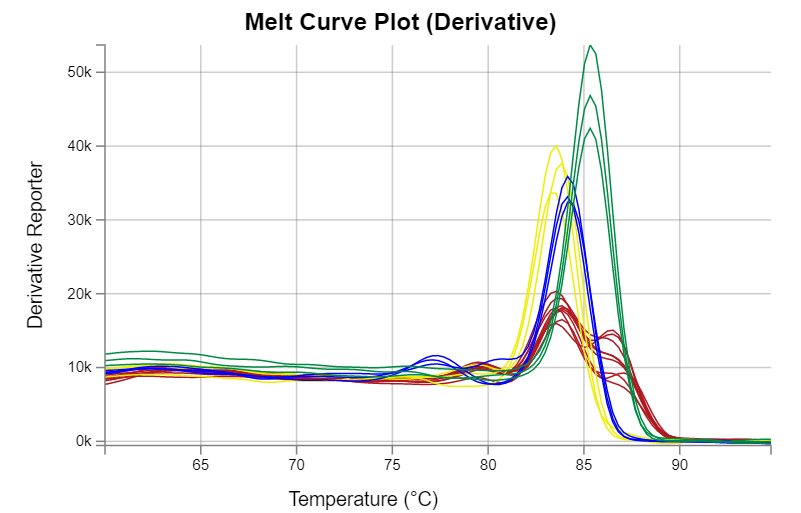 Melt Curve Plot (Derivative)
Derivative Reporter
50k
40k
30k
20k
10k
0k
65
70
75
80
85
90
Temperature (°C)